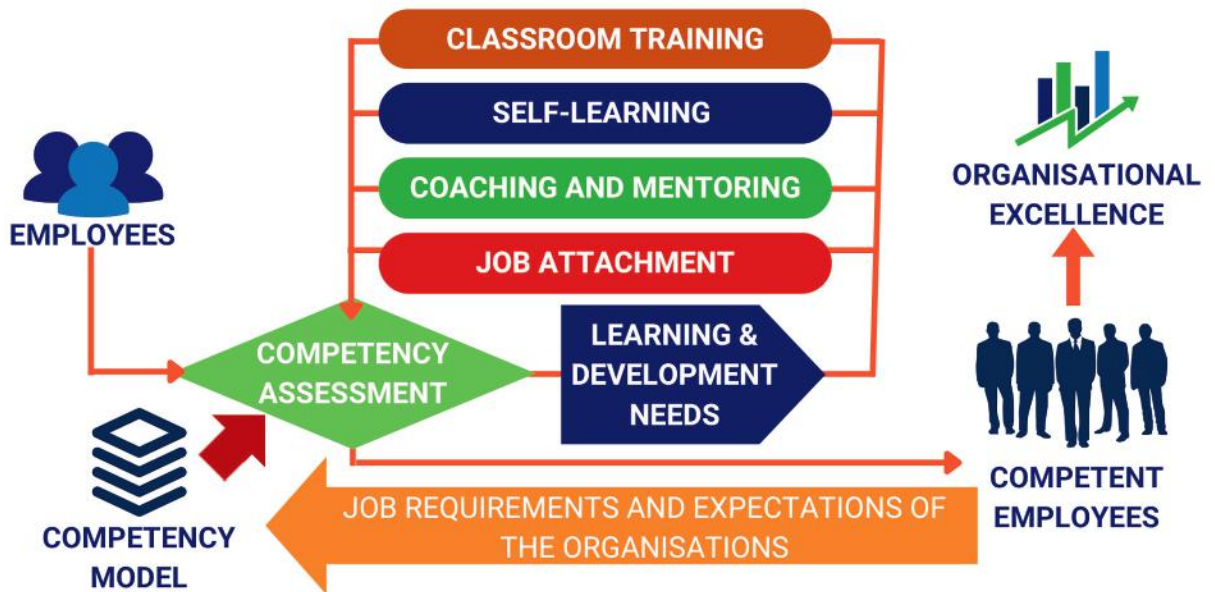 CLASSROOM TRAINING
SELF-LEARNING
COACHING AND MENTORING
JOB ATTACHMENT
EMPLOYEES
COMPETENCY
ASSESSMENT
LEARNING &
DEVELOPMENT
NEEDS
ORGANISATIONAL
EXCELLENCE
COMPETENT
EMPLOYEES
JOB REQUIREMENTS AND EXPECTATIONS OF
THE ORGANISATIONS
COMPETENCY
MODEL